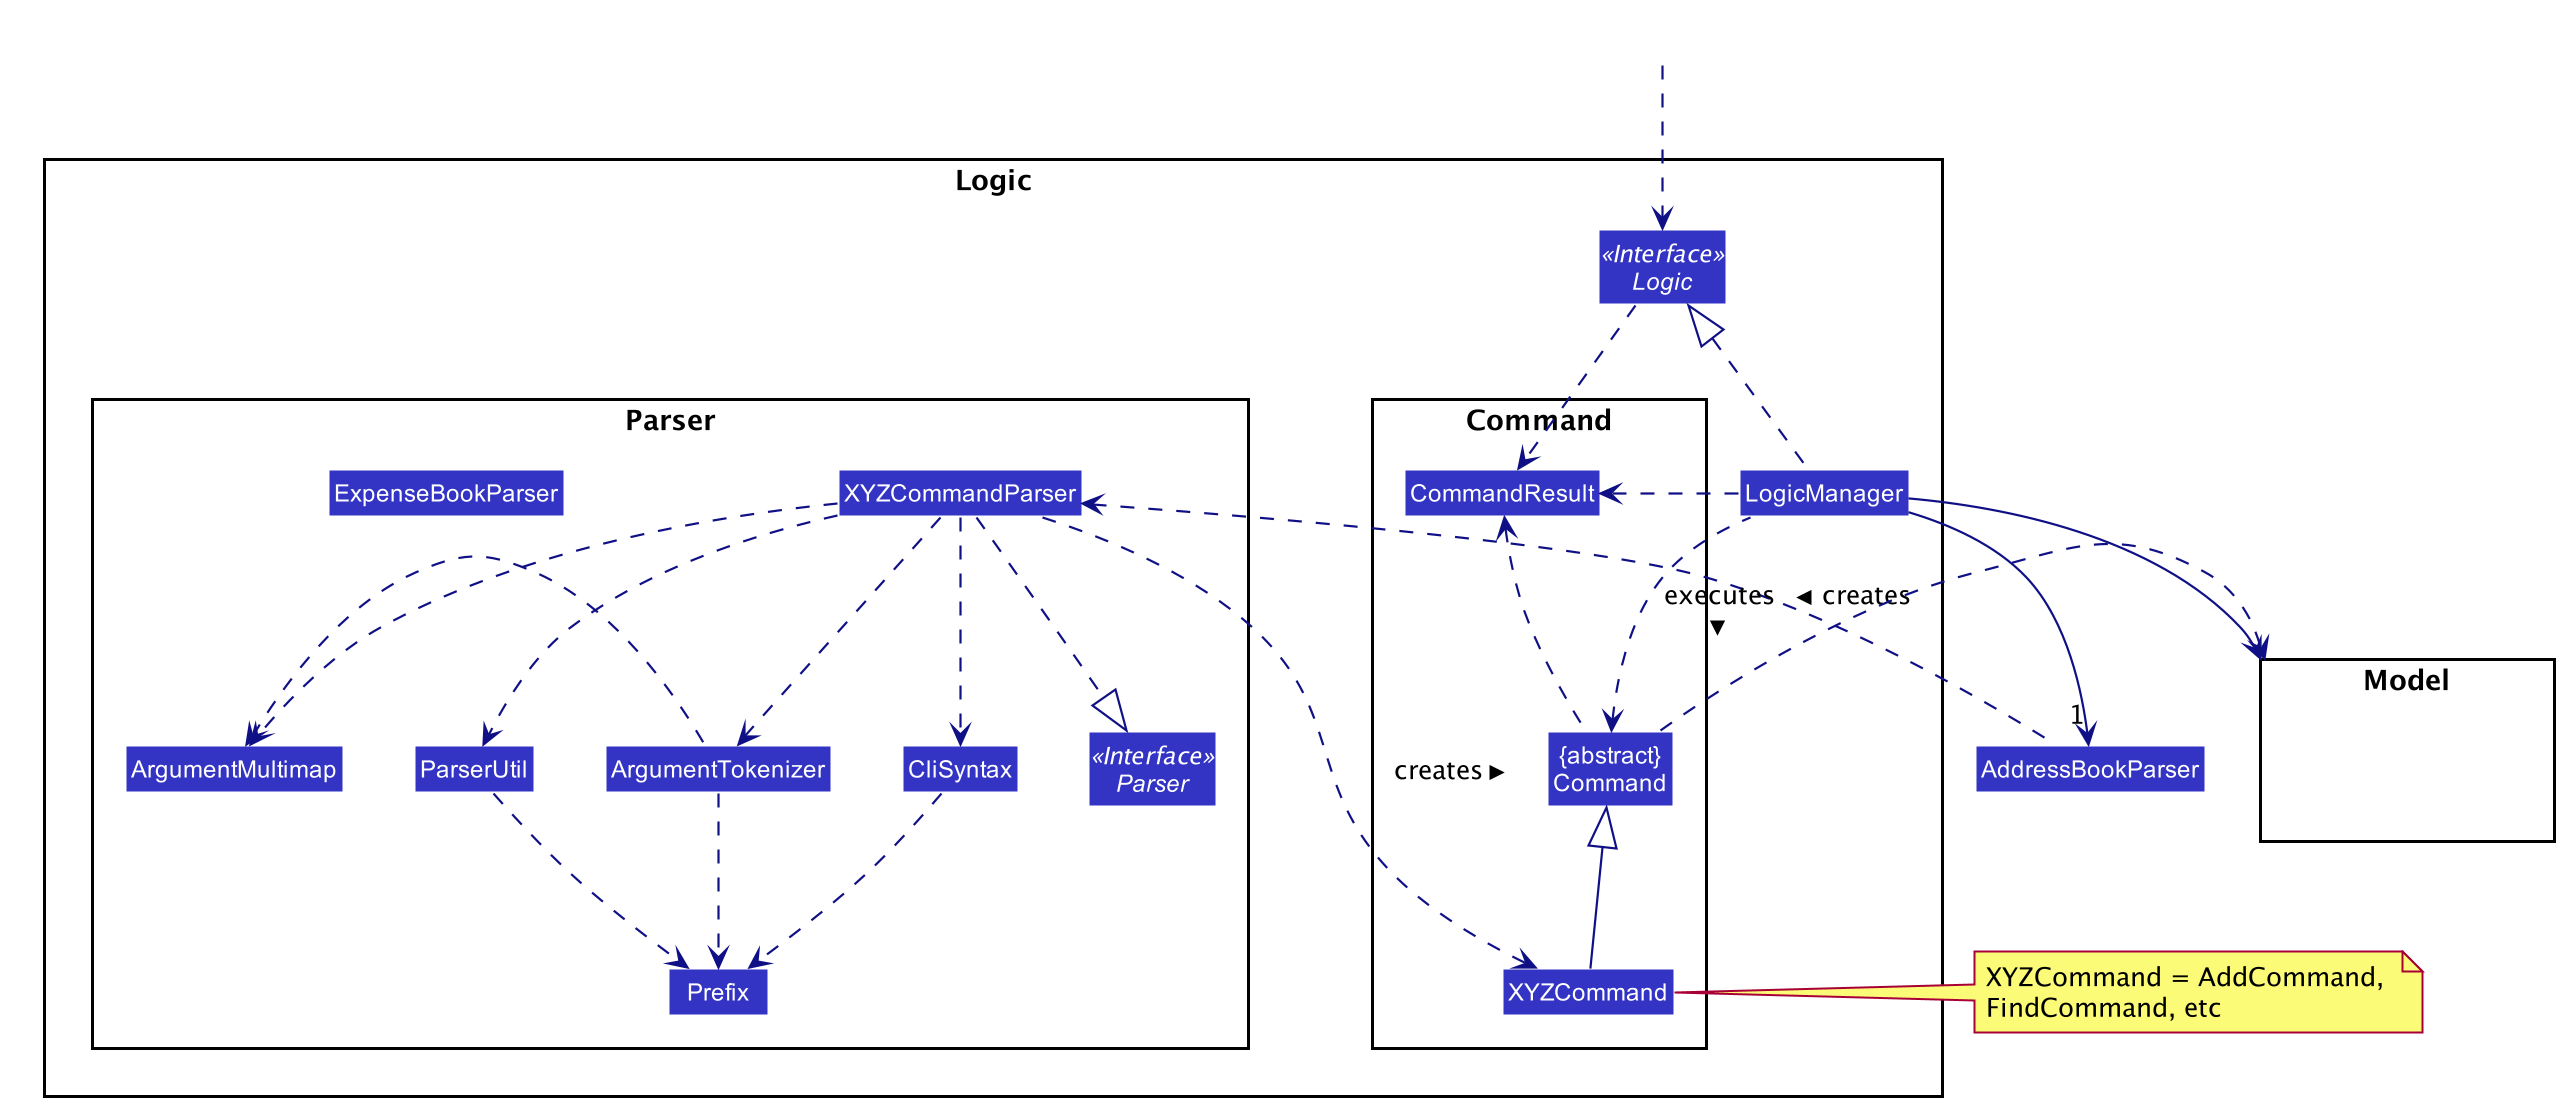 Logic
«Interface»
Logic
Parser
Command
ExpenseBookParser
XYZCommandParser
CommandResult
LogicManager
executes
◄ creates
▼
Model
1
ArgumentMultimap
ParserUtil
ArgumentTokenizer
CliSyntax
«Interface»
Parser
creates ►
{abstract}
Command
AddressBookParser
Prefix
XYZCommand
XYZCommand = AddCommand,
FindCommand, etc